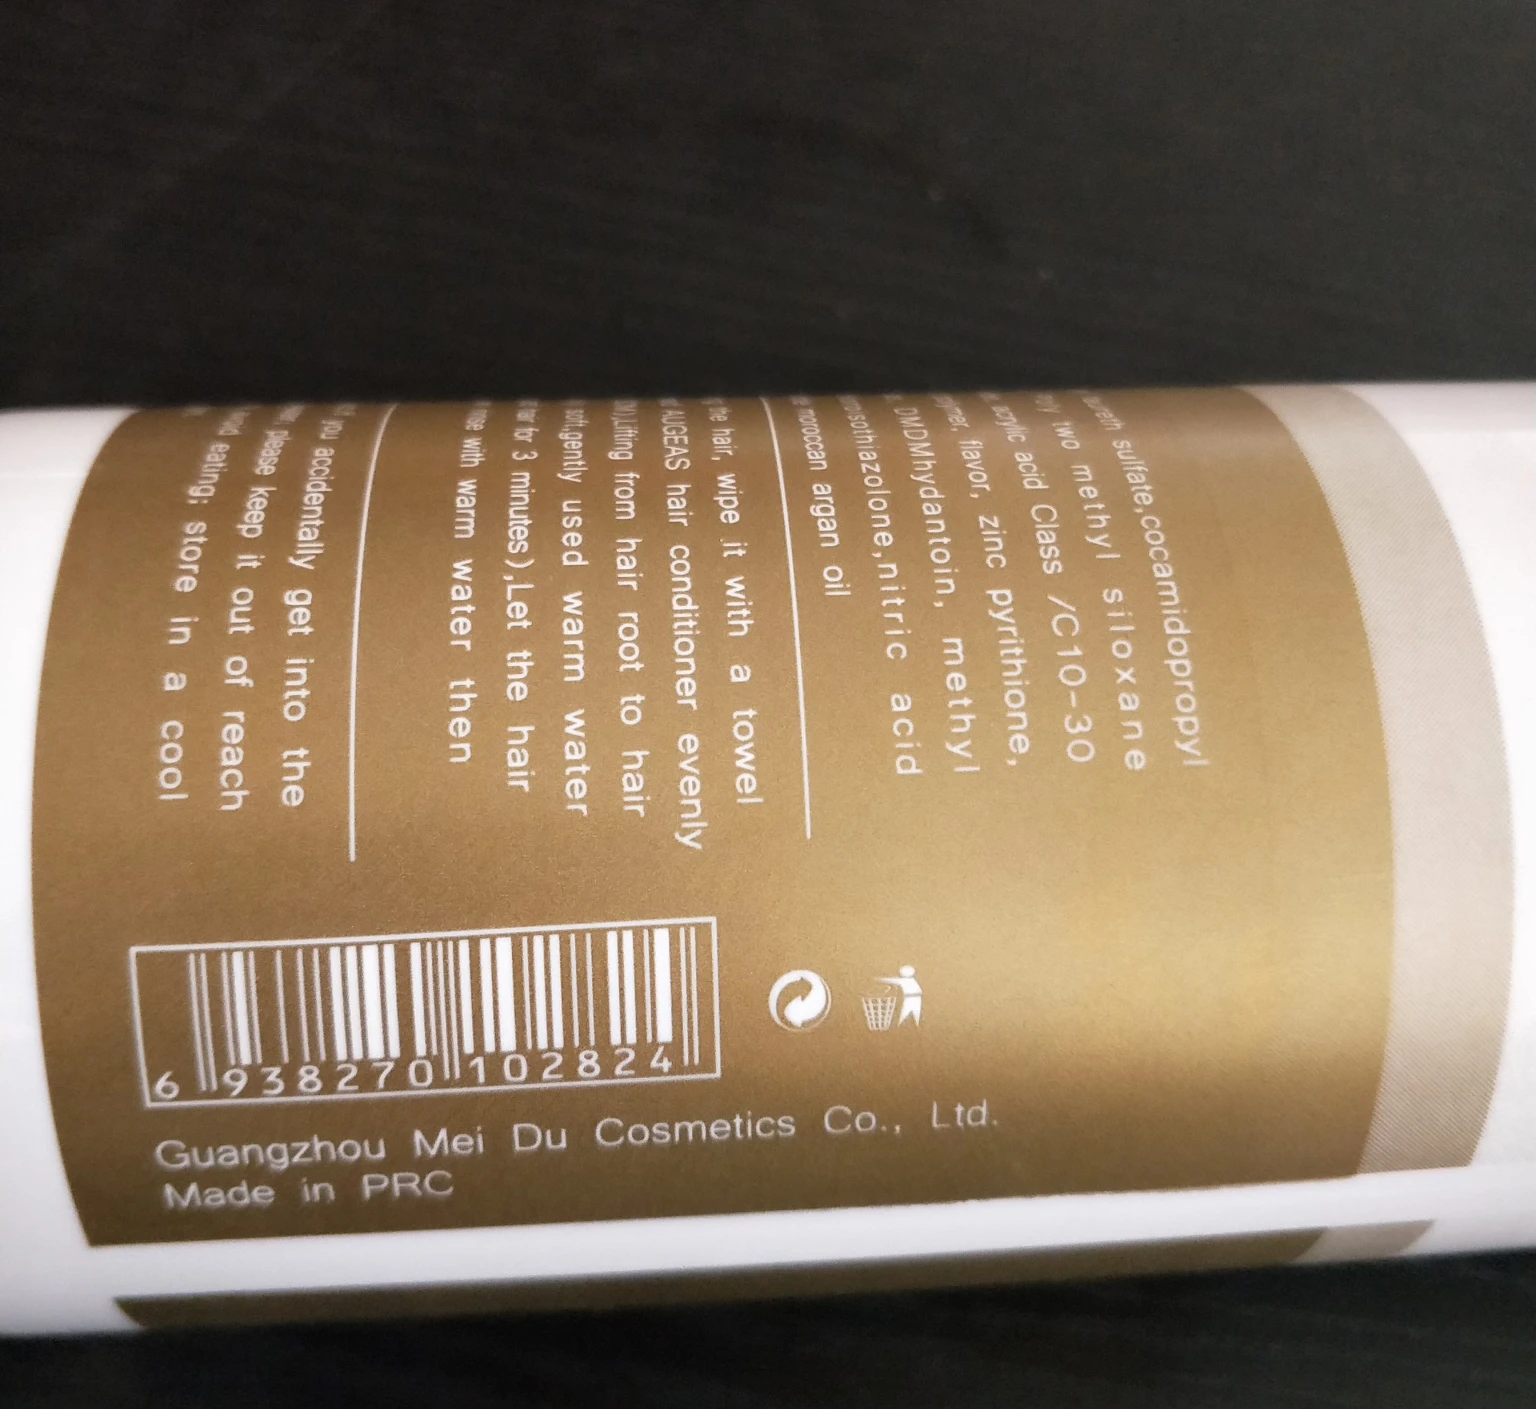 sulfate,cocamidopropyl
two methyl siloxane
acrylic acid Class /C10-30
flavor, zinc pyrithione,
DMDMhydantoin, methyl
nitric acid
moroccan argan oil
the hair, wipe it with a towel
AUGEAS hair conditioner evenly
from hair root to hair
gently used warm water
for 3 minutes),Let the hair
with warm water then
you accidentally get into the
please keep it out of reach
eating; store in a cool
6 938270 102824
Guangzhou Mei Du Cosmetics Co., Ltd.
Made in PRC